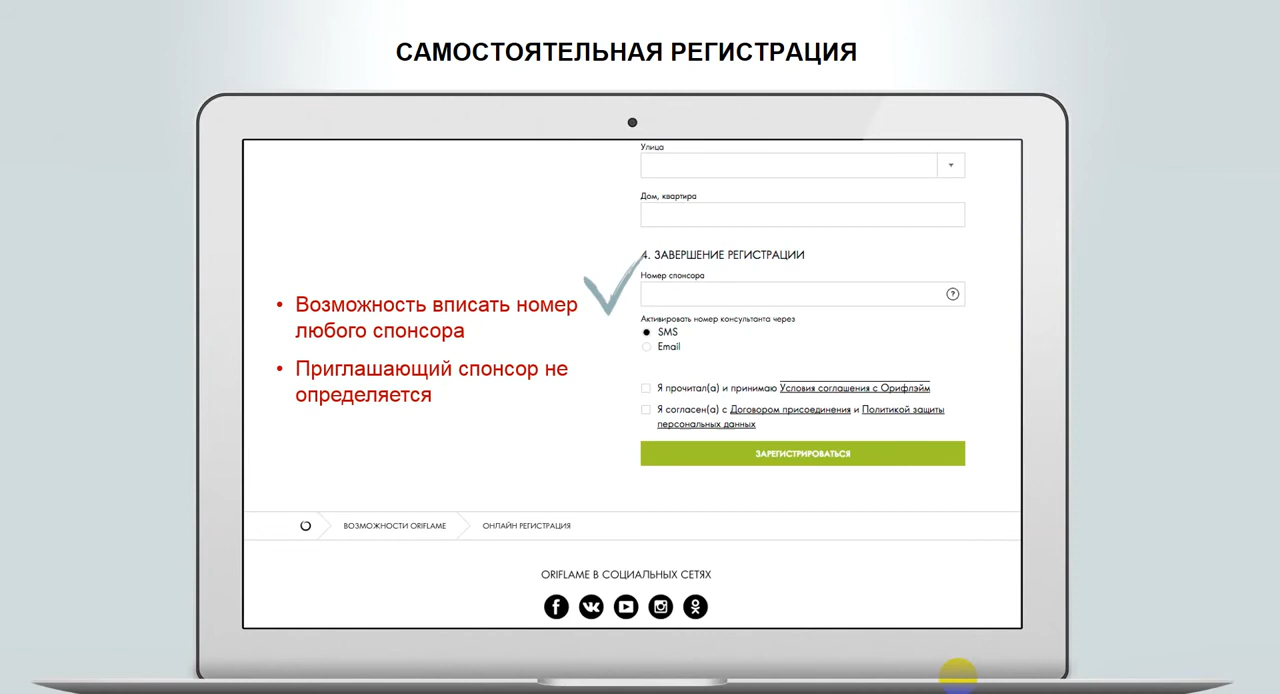 САМОСТОЯТЕЛЬНАЯ РЕГИСТРАЦИЯ
Улица
Дом, квартира
4. ЗАВЕРШЕНИЕ РЕГИСТРАЦИИ
Номер спонсора
?
• Возможность вписать номер
любого спонсора
• Приглашающий спонсор не
определяется
Активировать номер консультанта через
SMS
Email
Я прочитал(а) и принимаю Условия соглашения с Орифлэйм
Я согласен(а) с Договором присоединения и Политикой защиты
персональных данных
ЗАРЕГИСТРИРОВАТЬСЯ
ВОЗМОЖНОСТИ ORIFLAME
ОНЛАЙН РЕГИСТРАЦИЯ
ORIFLAME В СОЦИАЛЬНЫХ СЕТЯХ